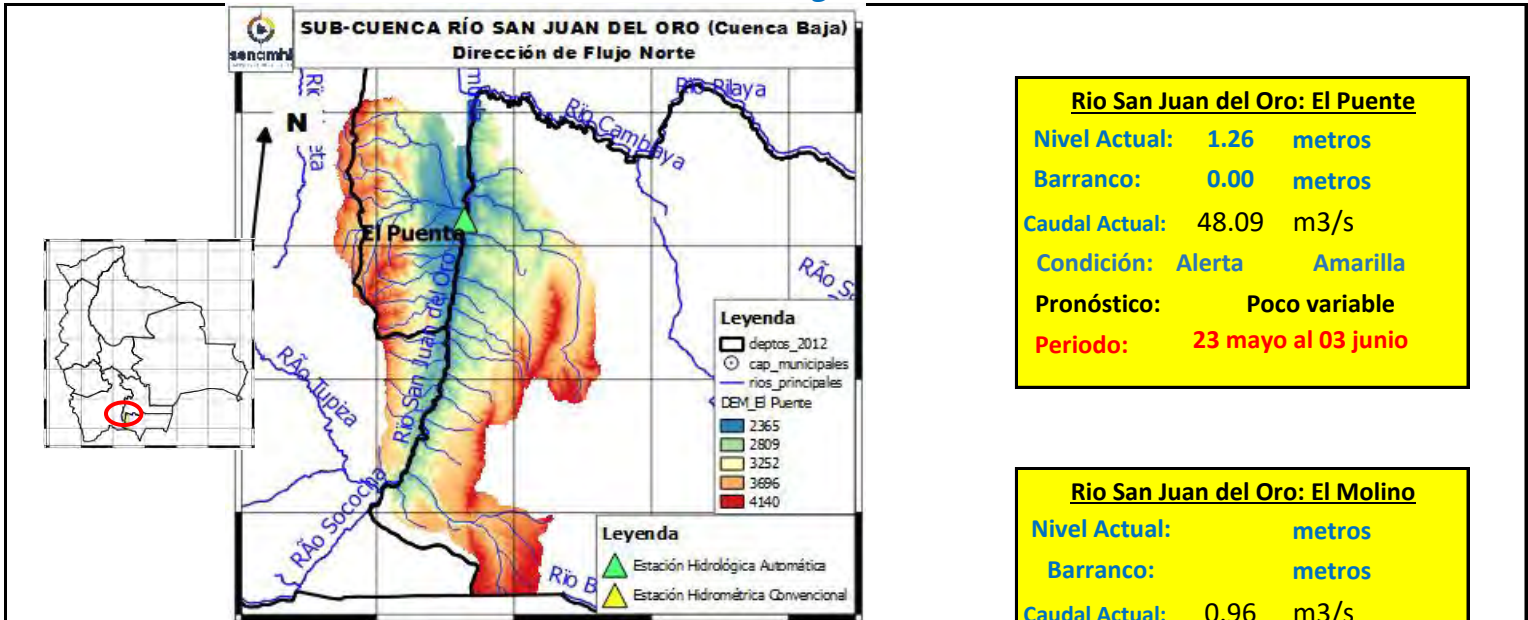 SUB-CUENCA RÍO SAN JUAN DEL ORO (Cuenca Baja)
Dirección de Flujo Norte
senamhi
N
Río Pilaya
Río Cambaya
El Puente
Río San Juan del Oro
RÃo S
RÃo Tupiza
RÃo Sococha
Río B
Leyenda
deptos_2012
cap_municipales
rios_principales
DEM_El Puente
2365
2809
3252
3696
4140
Leyenda
Estación Hidrológica Automática
Estación Hidrométrica Convencional
Rio San Juan del Oro: El Puente
Nivel Actual: 1.26 metros
Barranco: 0.00 metros
Caudal Actual: 48.09 m3/s
Condición: Alerta Amarilla
Pronóstico: Poco variable
Periodo: 23 mayo al 03 junio
Rio San Juan del Oro: El Molino
Nivel Actual: metros
Barranco: metros
Caudal Actual: 0.96 m3/s